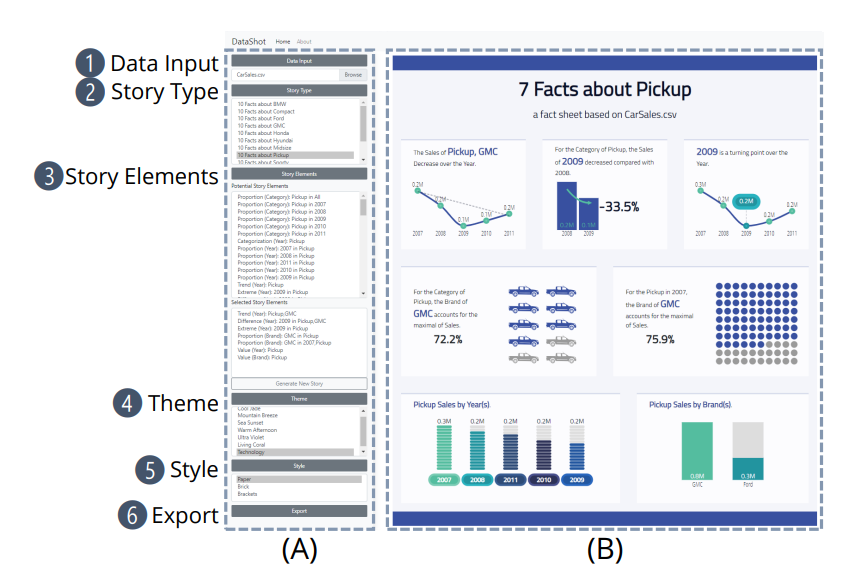 DataShot Home About
1 Data Input
2 Story Type
3 Story Elements
4 Theme
5 Style
6 Export
Data Input
CarSales.csv Browse
Story Type
10 Facts about BMW
10 Facts about Compact
10 Facts about Ford
10 Facts about GMC
10 Facts about Honda
10 Facts about Hyundai
10 Facts about Midsize
10 Facts about Pickup
10 Facts about Sporty
Story Elements
Potential Story Elements
Proportion (Category): Pickup in All
Proportion (Category): Pickup in 2007
Proportion (Category): Pickup in 2008
Proportion (Category): Pickup in 2009
Proportion (Category): Pickup in 2010
Proportion (Category): Pickup in 2011
Categorization (Year): Pickup
Proportion (Year): 2007 in Pickup
Proportion (Year): 2008 in Pickup
Proportion (Year): 2011 in Pickup
Proportion (Year): 2010 in Pickup
Proportion (Year): 2009 in Pickup
Trend (Year): Pickup
Extreme (Year): 2009 in Pickup
Selected Story Elements
Trend (Year): Pickup,GMC
Difference (Year): 2009 in Pickup,GMC
Extreme (Year): 2009 in Pickup
Proportion (Brand): GMC in Pickup
Proportion (Brand): GMC in 2007,Pickup
Value (Year): Pickup
Value (Brand): Pickup
Generate New Story
Theme
Cool Jade
Mountain Breeze
Sea Sunset
Warm Afternoon
Ultra Violet
Living Coral
Technology
Style
Paper
Brick
Brackets
Export
(A)
7 Facts about Pickup
a fact sheet based on CarSales.csv
The Sales of Pickup, GMC
Decrease over the Year.
0.2M 0.2M 0.1M 0.1M 0.2M
2007 2008 2009 2010 2011
For the Category of Pickup, the Sales
of 2009 decreased compared with
2008.
-33.5%
0.2M 0.1M
2008 2009
2009 is a turning point over the
Year.
0.3M 0.2M 0.2M 0.2M 0.2M
2007 2008 2009 2010 2011
For the Category of
Pickup, the Brand of
GMC accounts for the
maximal of Sales.
72.2%
For the Pickup in 2007,
the Brand of GMC
accounts for the maximal
of Sales.
75.9%
Pickup Sales by Year(s).
0.3M 0.2M 0.2M 0.2M 0.2M
2007 2008 2011 2010 2009
Pickup Sales by Brand(s).
0.8M 0.3M
GMC Ford
(B)